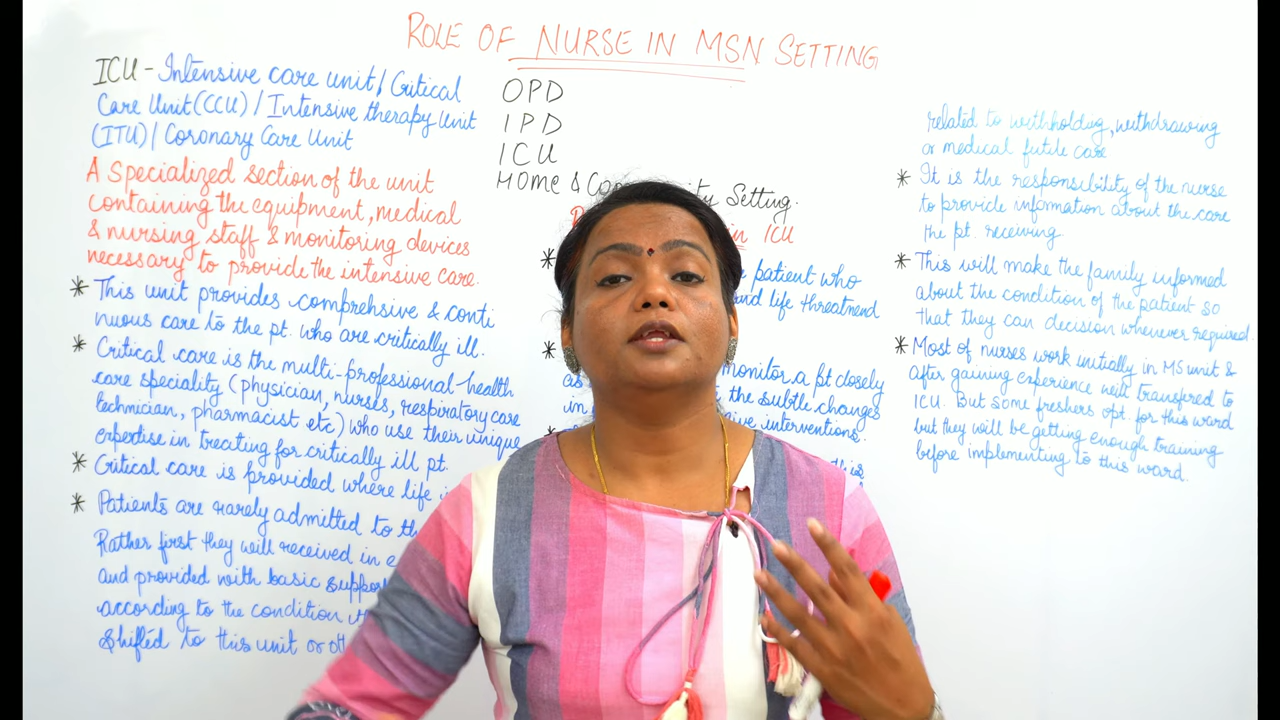 ROLE OF NURSE IN MSN SETTING
ICU - Intensive care unit / Critical
Care Unit (CCU) / Intensive therapy Unit
(ITU) / Coronary Care Unit
A Specialized section of the unit
containing the equipment, medical
& nursing staff & monitoring devices
necessary to provide the intensive care.
* This unit provides comprehsive & conti
nuous care to the pt. who are critically ill.
* Critical care is the multi-professional-health
care speciality (physician, nurses, respiratory care
technician, pharmacist etc) who use their unique
expertise in treating for critically ill pt.
* Critical care is provided where life
* Patients are rarely admitted to
Rather first they will received in
and provided with basic support
according to the condition
shifted to this unit or
OPD
IPD
ICU
Home & Setting.
in ICU
* patient who
and life threatnend
*
as monitor a pt closely
in the subtle changes
interventions.
*
related to withholding, withdrawing
or medical futile care
* It is the responsibility of the nurse
to provide information about the care
the pt. receiving
* This will make the family informed
about the condition of the patient so
that they can decision whenever required.
* Most of nurses work initially in MS unit &
after gaining experience will transfered to
ICU. But some freshers opt. for this ward
but they will be getting enough training
before implementing to this ward.